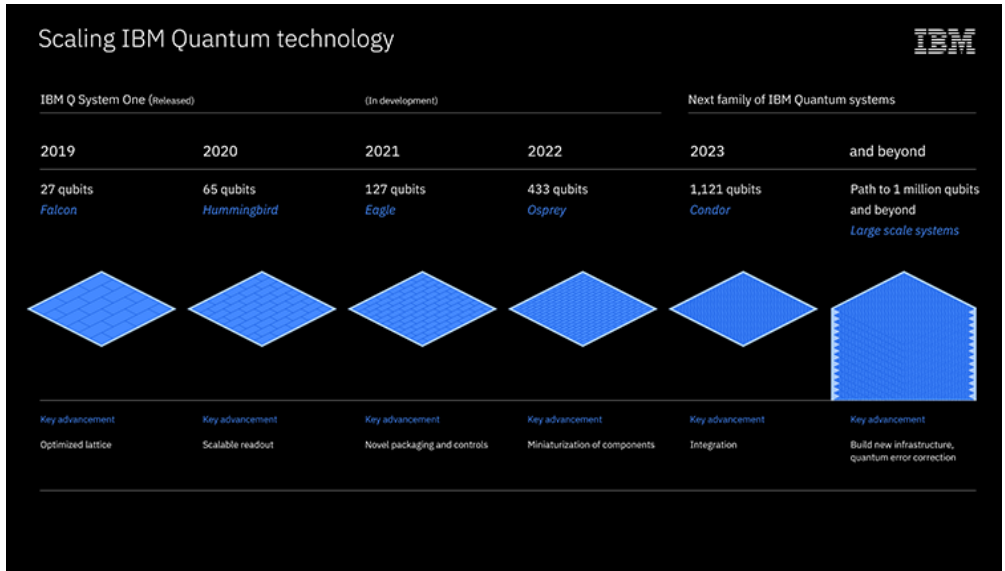 Scaling IBM Quantum technology
IBM
IBM Q System One (Released)
(In development)
Next family of IBM Quantum systems
2019
2020
2021
2022
2023
and beyond
27 qubits
65 qubits
127 qubits
433 qubits
1,121 qubits
Path to 1 million qubits
and beyond
Falcon
Hummingbird
Eagle
Osprey
Condor
Large scale systems
Key advancement
Key advancement
Key advancement
Key advancement
Key advancement
Key advancement
Optimized lattice
Scalable readout
Novel packaging and controls
Miniaturization of components
Integration
Build new infrastructure,
quantum error correction